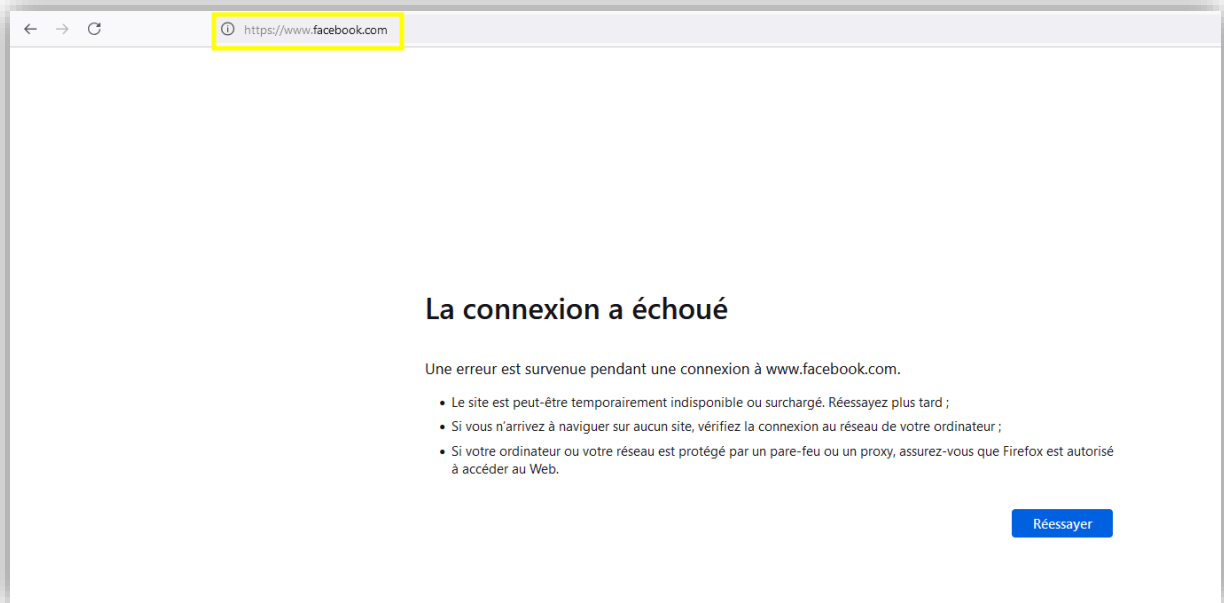 https://www.facebook.com
La connexion a échoué
Une erreur est survenue pendant une connexion à www.facebook.com.
• Le site est peut-être temporairement indisponible ou surchargé. Réessayez plus tard ;
• Si vous n’arrivez à naviguer sur aucun site, vérifiez la connexion au réseau de votre ordinateur ;
• Si votre ordinateur ou votre réseau est protégé par un pare-feu ou un proxy, assurez-vous que Firefox est autorisé
à accéder au Web.
Réessayer